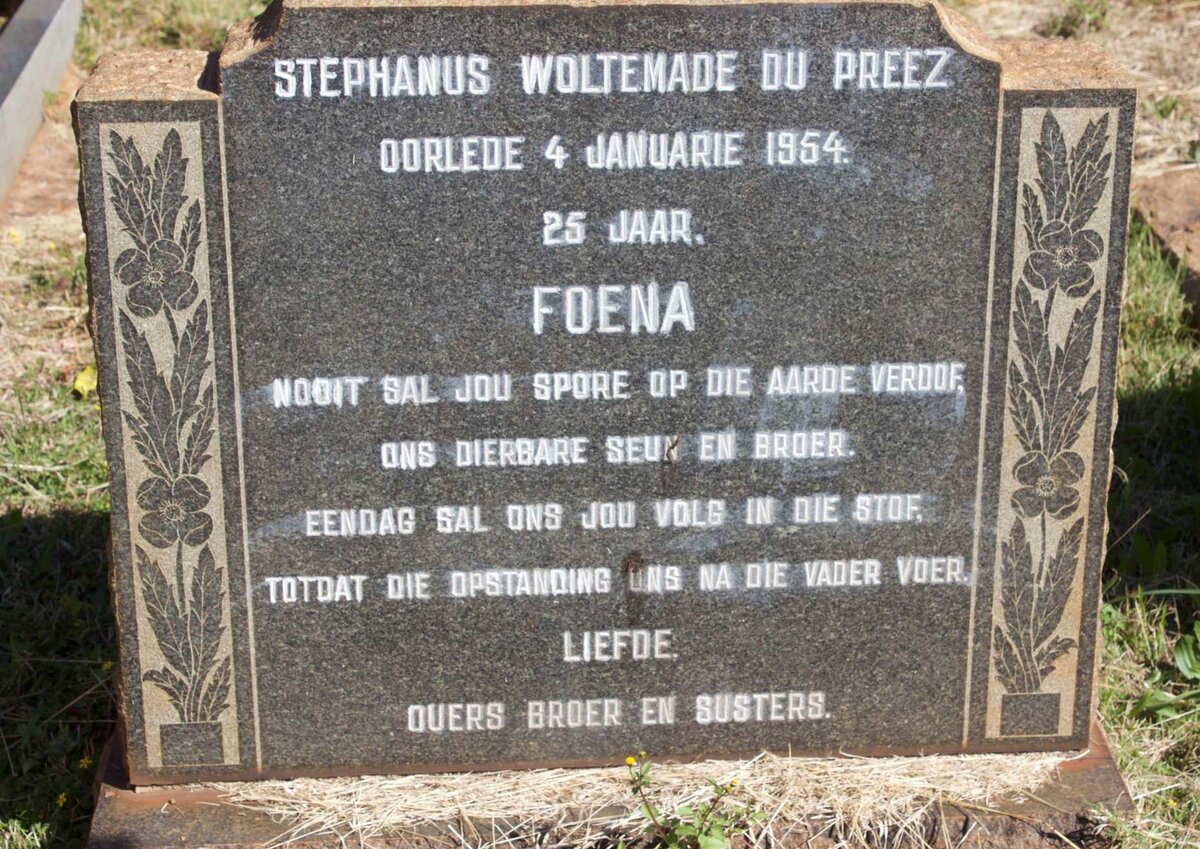 STEPHANUS WOLTEMADE DU PREEZ
OORLEDE 4 JANUARIE 1954.
25 JAAR.
FOENA
NOOIT SAL JOU SPORE OP DIE AARDE VERDOF,
ONS DIERBARE SEUN EN BROER.
EENDAG SAL ONS JOU VOLG IN DIE STOF,
TOTDAT DIE OPSTANDING ONS NA DIE VADER VOER.
LIEFDE.
OUERS BROER EN SUSTERS.